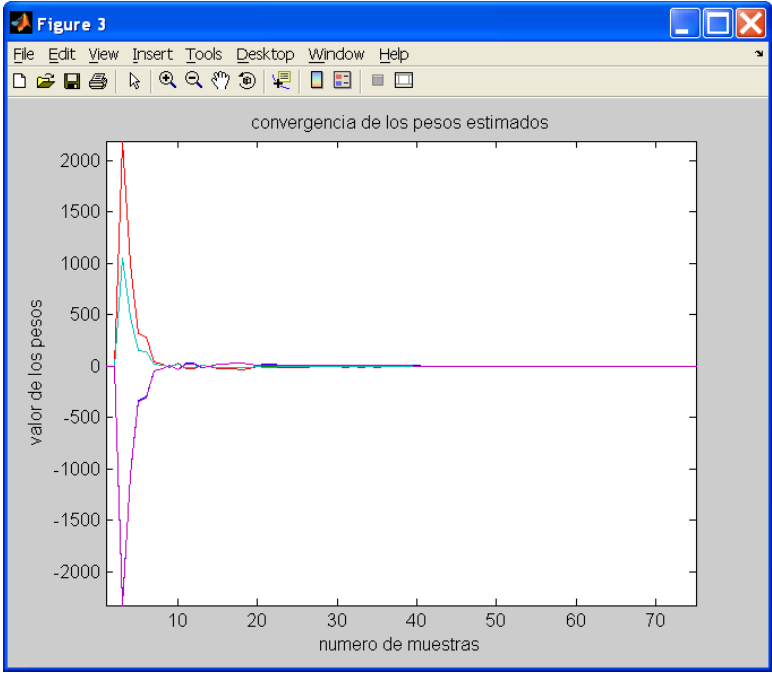 Figure 3
File Edit View Insert Tools Desktop Window Help
convergencia de los pesos estimados
2000
1500
1000
500
0
-500
-1000
-1500
-2000
valor de los pesos
10 20 30 40 50 60 70
numero de muestras